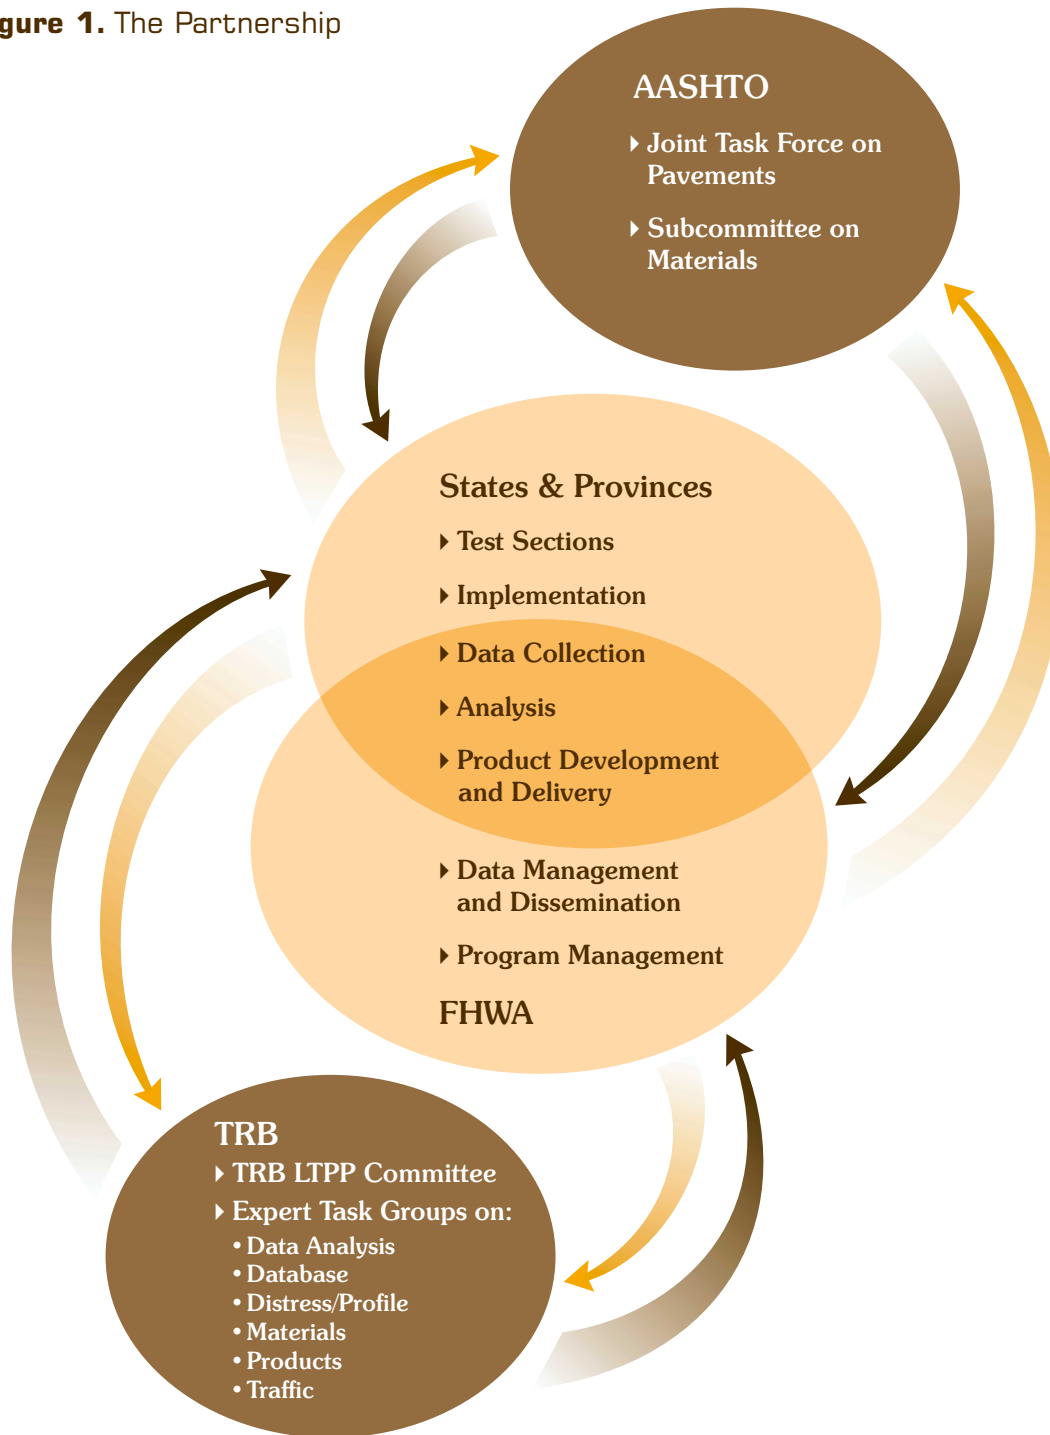 gure 1. The Partnership
AASHTO
Joint Task Force on
Pavements
Subcommittee on
Materials
States & Provinces
Test Sections
Implementation
Data Collection
Analysis
Product Development
and Delivery
Data Management
and Dissemination
Program Management
FHWA
TRB
TRB LTPP Committee
Expert Task Groups on:
• Data Analysis
• Database
• Distress/Profile
• Materials
• Products
• Traffic